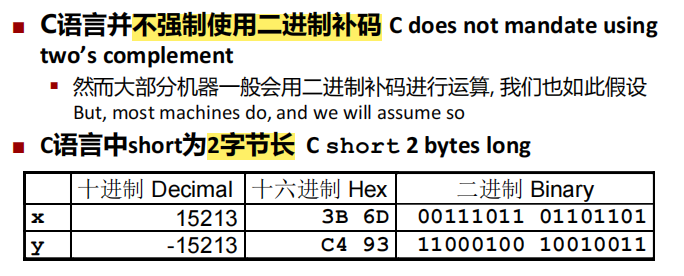 C语言并不强制使用二进制补码 C does not mandate using
two’s complement
然而大部分机器一般会用二进制补码进行运算, 我们也如此假设
But, most machines do, and we will assume so
C语言中short为2字节长 C short 2 bytes long
十进制 Decimal 十六进制 Hex 二进制 Binary
x 15213 3B 6D 00111011 01101101
y -15213 C4 93 11000100 10010011